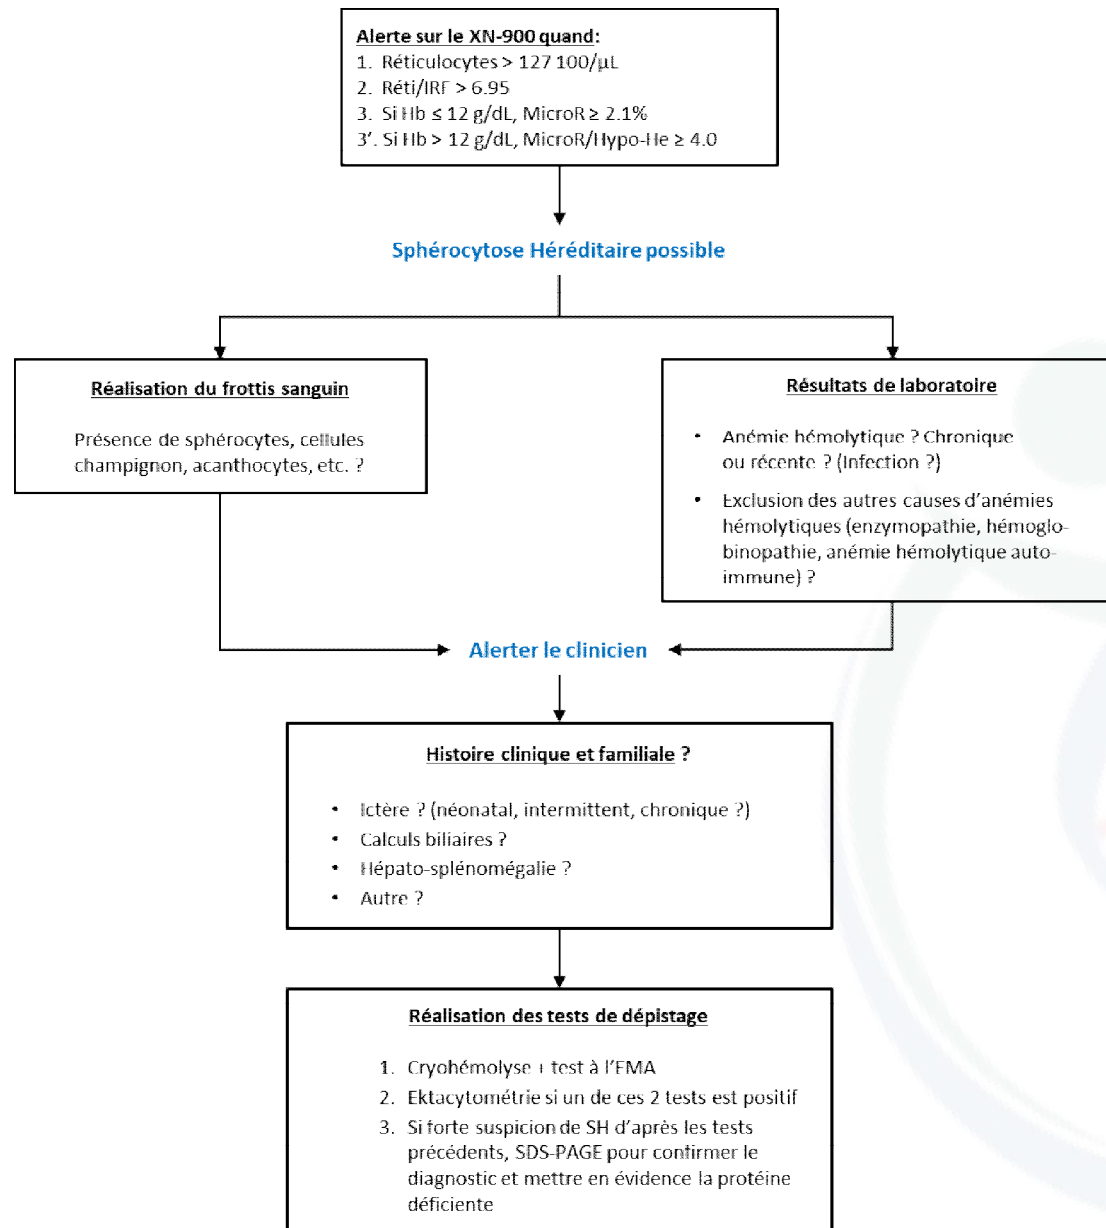 Alerte sur le XN-900 quand:
1. Réticulocytes > 127 100/µL
2. Réti/IRF > 6.95
3. Si Hb ≤ 12 g/dL, MicroR ≥ 2.1%
3'. Si Hb > 12 g/dL, MicroR/Hypo-He ≥ 4.0
Sphérocytose Héréditaire possible
Réalisation du frottis sanguin
Présence de sphérocytes, cellules
champignon, acanthocytes, etc. ?
Résultats de laboratoire
• Anémie hémolytique ? Chronique
ou récente ? (Infection ?)
• Exclusion des autres causes d'anémies
hémolytiques (enzymopathie, hémoglo-
binopathie, anémie hémolytique auto-
immune) ?
Alerter le clinicien
Histoire clinique et familiale ?
• Ictère ? (néonatal, intermittent, chronique ?)
• Calculs biliaires ?
• Hépato-splénomégalie ?
• Autre ?
Réalisation des tests de dépistage
1. Cryohémolyse + test à l'EMA
2. Ektacytométrie si un de ces 2 tests est positif
3. Si forte suspicion de SH d'après les tests
précédents, SDS-PAGE pour confirmer le
diagnostic et mettre en évidence la protéine
déficiente